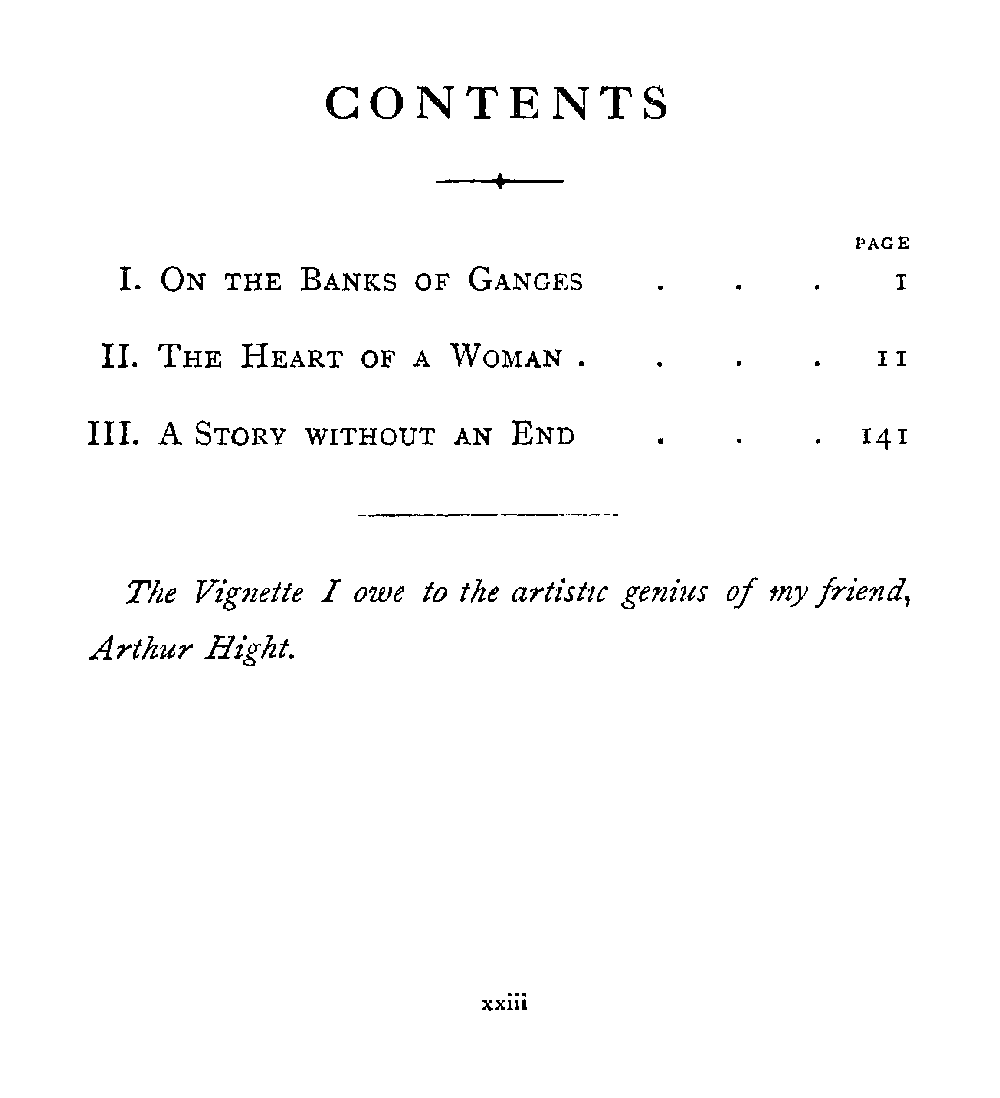 CONTENTS
PAGE
I. ON THE BANKS OF GANGES . . . 1
II. THE HEART OF A WOMAN . . . . 11
III. A STORY WITHOUT AN END . . . 141
The Vignette I owe to the artistic genius of my friend,
Arthur Hight.
xxiii